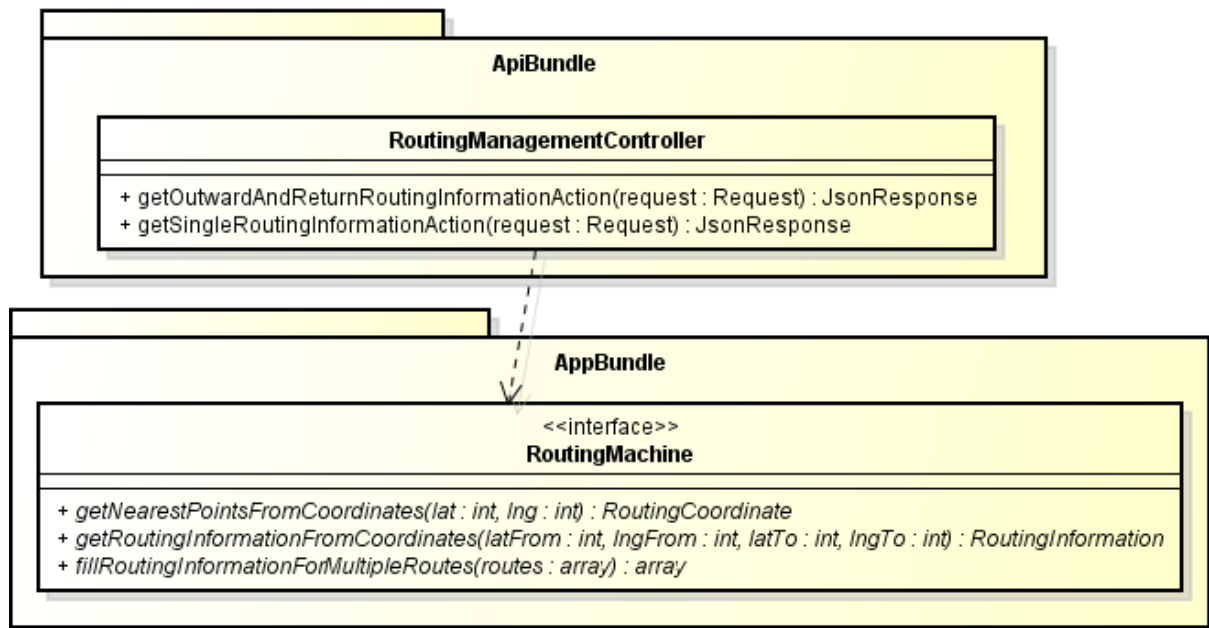 ApiBundle
RoutingManagementController
+ getOutwardAndReturnRoutingInformationAction(request : Request) : JsonResponse
+ getSingleRoutingInformationAction(request : Request) : JsonResponse
AppBundle
<<interface>>
RoutingMachine
+ getNearestPointsFromCoordinates(lat : int, lng : int) : RoutingCoordinate
+ getRoutingInformationFromCoordinates(latFrom : int, lngFrom : int, latTo : int, lngTo : int) : RoutingInformation
+ fillRoutingInformationForMultipleRoutes(routes : array) : array